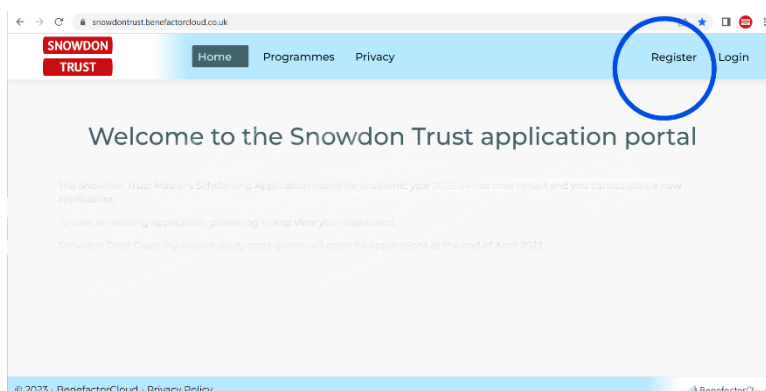 snowdontrust.benefactorcloud.co.uk
SNOWDON
TRUST
Home Programmes Privacy Register Login
Welcome to the Snowdon Trust application portal
The Snowdon Trust Master's Scholarship Application round for academic year 2023-24 has now closed and you cannot start a new
application.
To view an existing application, please log in and view your dashboard.
Snowdon Trust Disability-related study costs grants will open for applications at the end of April 2023.
© 2023 - BenefactorCloud - Privacy Policy
BenefactorCloud